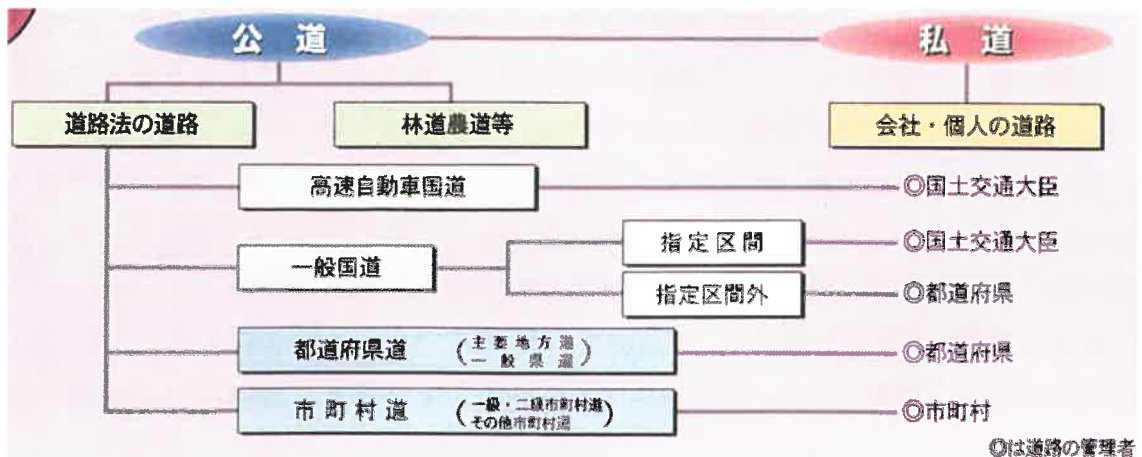 公道 私道
道路法の道路 林道農道等 会社・個人の道路
高速自動車国道 ◎国土交通大臣
一般国道 指定区間 ◎国土交通大臣
指定区間外 ◎都道府県
都道府県道 (主要地方道 一般県道) ◎都道府県
市町村道 (一級・二級市町村道 その他市町村道) ◎市町村
◎は道路の管理者